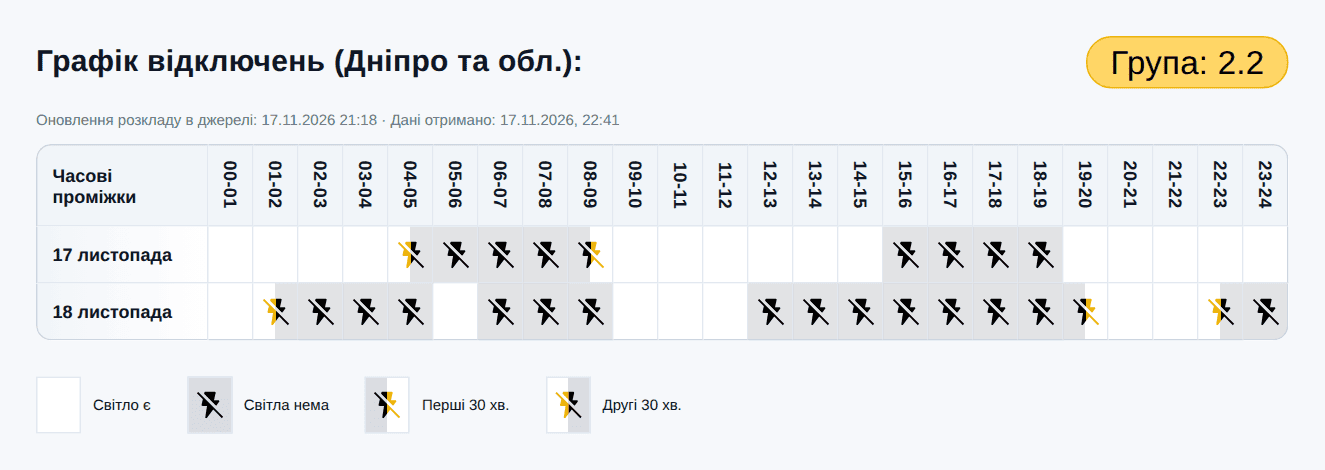 Графік відключень (Дніпро та обл.):
Група: 2.2
Оновлення розкладу в джерелі: 17.11.2026 21:18 · Дані отримано: 17.11.2026, 22:41
Часові
проміжки
00-01
01-02
02-03
03-04
04-05
05-06
06-07
07-08
08-09
09-10
10-11
11-12
12-13
13-14
14-15
15-16
16-17
17-18
18-19
19-20
20-21
21-22
22-23
23-24
17 листопада
18 листопада
Світло є
Світла нема
Перші 30 хв.
Другі 30 хв.